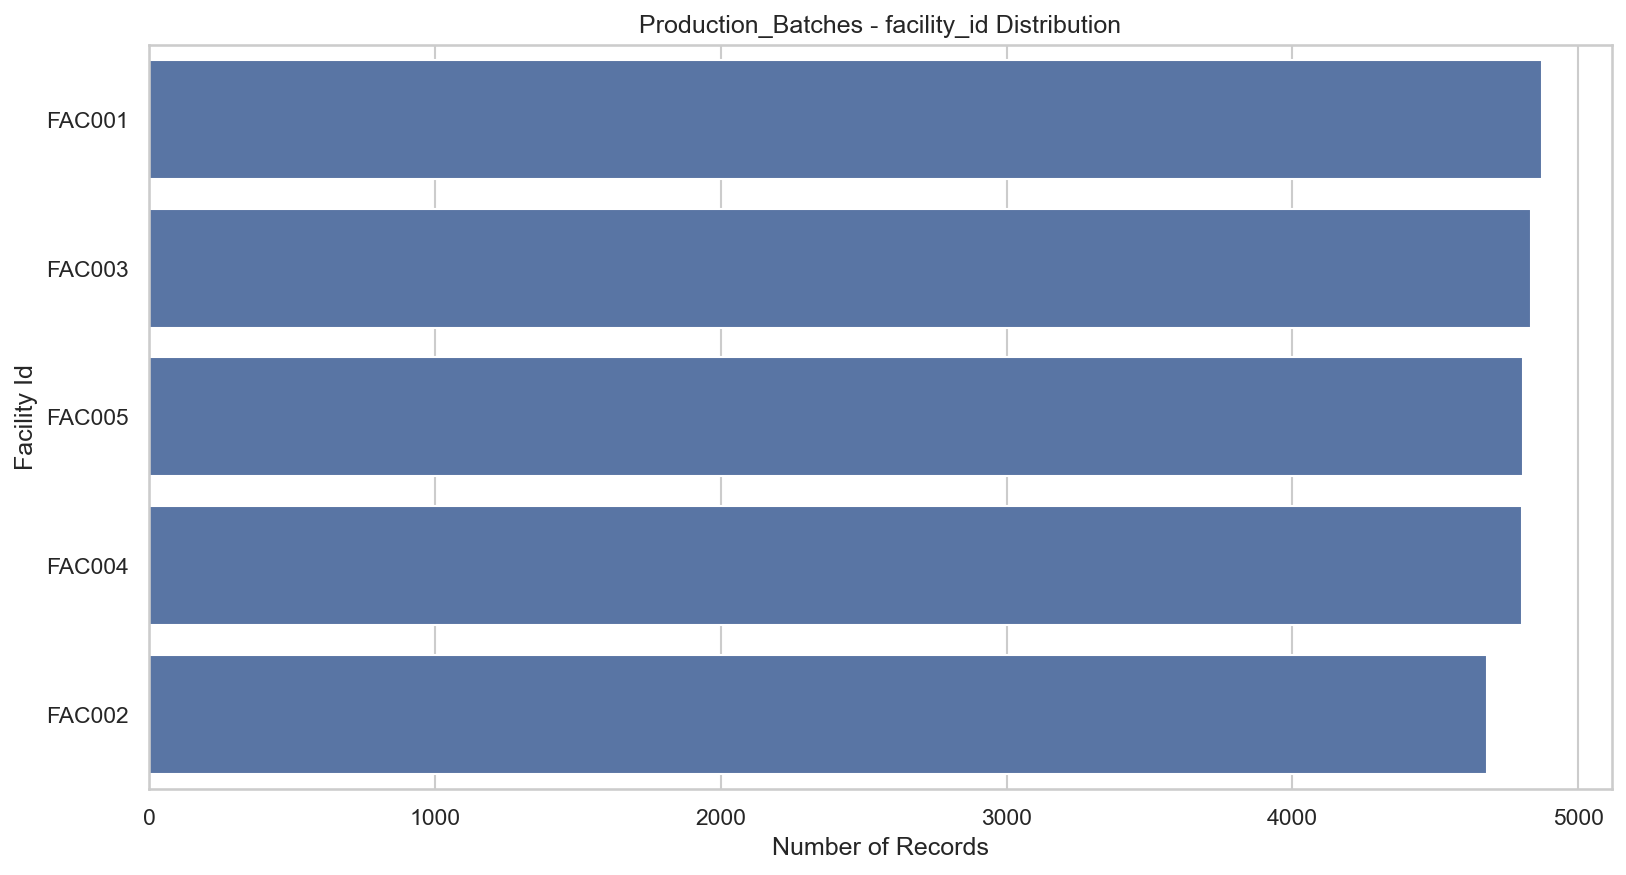 Production_Batches - facility_id Distribution
Facility Id
FAC001
FAC003
FAC005
FAC004
FAC002
0 1000 2000 3000 4000 5000
Number of Records